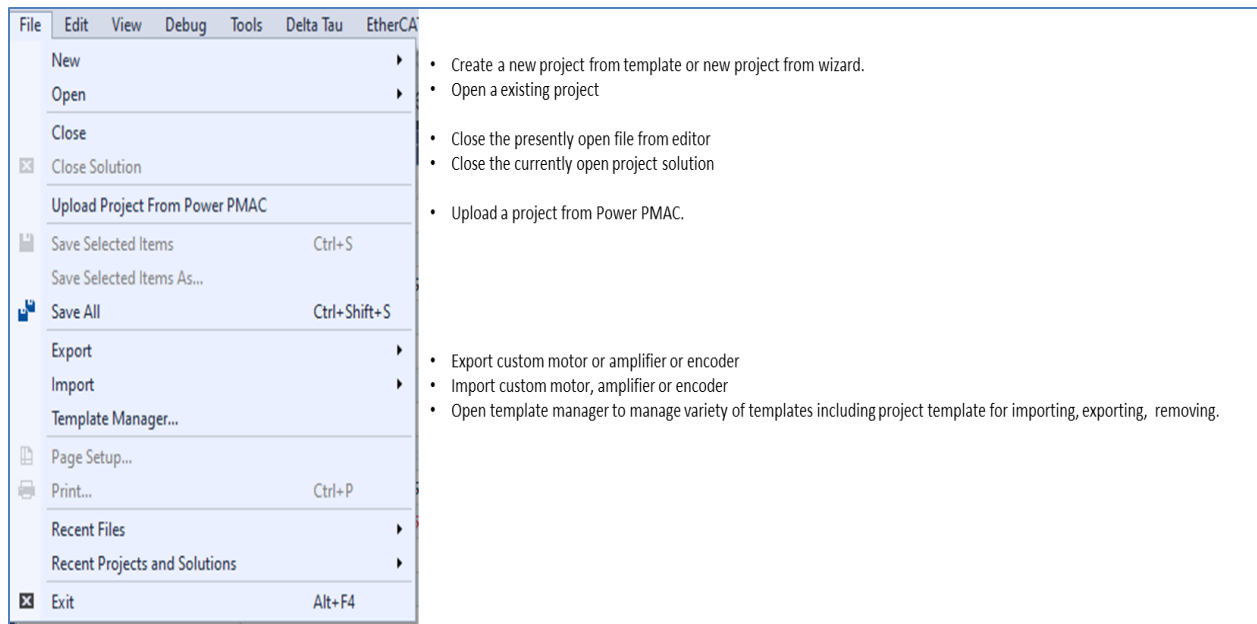 File Edit View Debug Tools Delta Tau EtherCA
New
• Create a new project from template or new project from wizard.
Open
• Open a existing project
Close
• Close the presently open file from editor
Close Solution
• Close the currently open project solution
Upload Project From Power PMAC
• Upload a project from Power PMAC.
Save Selected Items Ctrl+S
Save Selected Items As...
Save All Ctrl+Shift+S
Export
• Export custom motor or amplifier or encoder
Import
• Import custom motor, amplifier or encoder
Template Manager...
• Open template manager to manage variety of templates including project template for importing, exporting, removing.
Page Setup...
Print... Ctrl+P
Recent Files
Recent Projects and Solutions
Exit Alt+F4